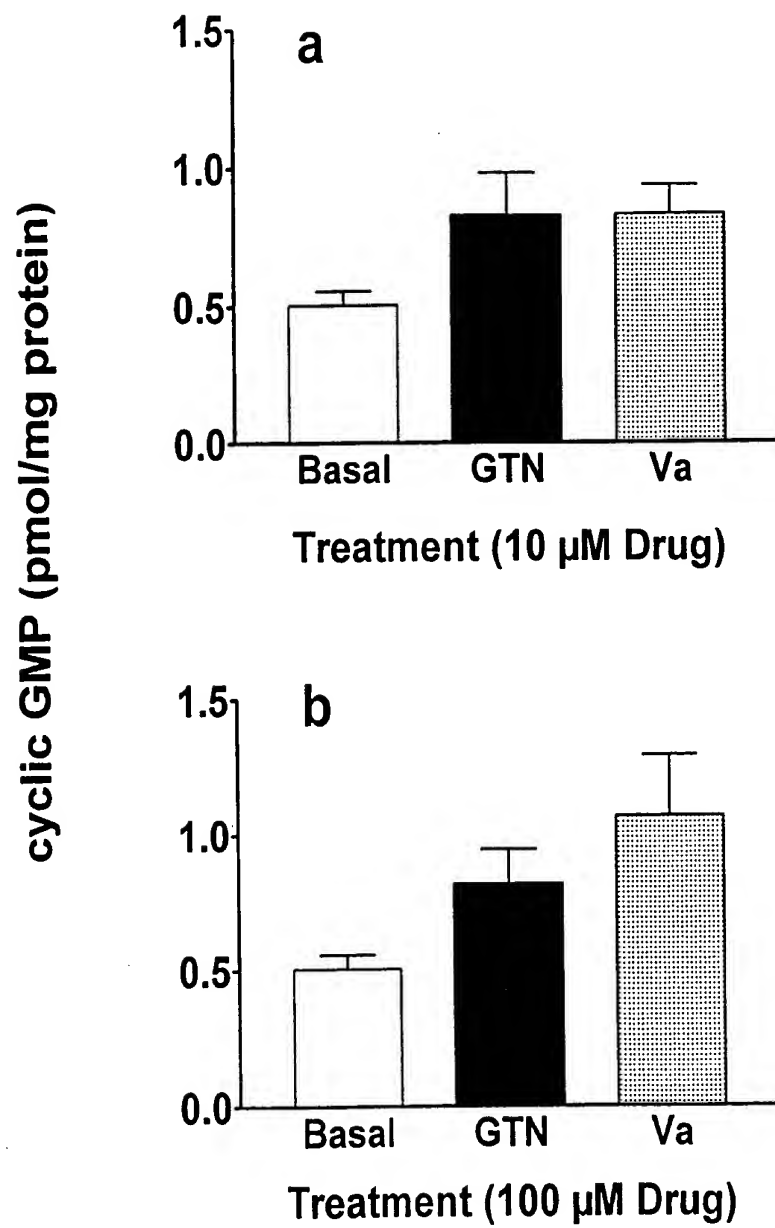 cyclic GMP (pmol/mg protein)
a
1.5
1.0
0.5
0.0
Basal GTN Va
Treatment (10 µM Drug)
b
1.5
1.0
0.5
0.0
Basal GTN Va
Treatment (100 µM Drug)